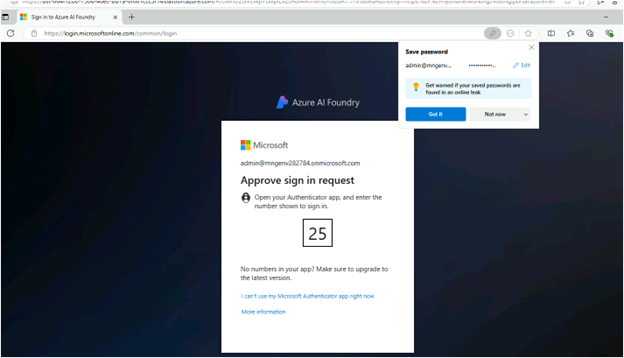 Sign in to Azure AI Foundry
https://login.microsoftonline.com/common/login
Save password
admin@mngenv...
Edit
Get warned if your saved passwords are
found in an online leak
Got it
Not now
Azure AI Foundry
Microsoft
admin@mngenv282784.onmicrosoft.com
Approve sign in request
Open your Authenticator app, and enter the
number shown to sign in.
25
No numbers in your app? Make sure to upgrade to
the latest version.
I can't use my Microsoft Authenticator app right now
More information